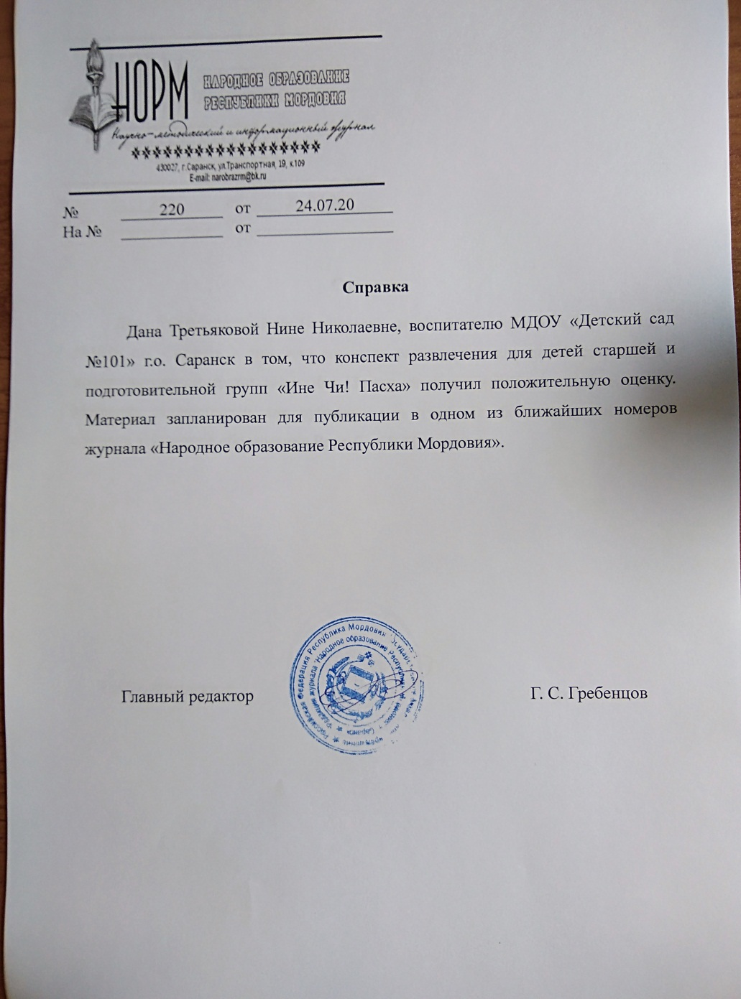 НОРМ
НАРОДНОЕ ОБРАЗОВАНИЕ
РЕСПУБЛИКИ МОРДОВИЯ
Научно-методический и информационный журнал
430027, г.Саранск, ул.Транспортная, 19, к.109
E-mail: narobrazrm@bk.ru
№ 220 от 24.07.20
На № от
Справка
Дана Третьяковой Нине Николаевне, воспитателю МДОУ «Детский сад
№101» г.о. Саранск в том, что конспект развлечения для детей старшей и
подготовительной групп «Ине Чи! Пасха» получил положительную оценку.
Материал запланирован для публикации в одном из ближайших номеров
журнала «Народное образование Республики Мордовия».
Российская Федерация Республика Мордовия
журнала "Народное образование
Саранск
Главный редактор
Г. С. Гребенцов